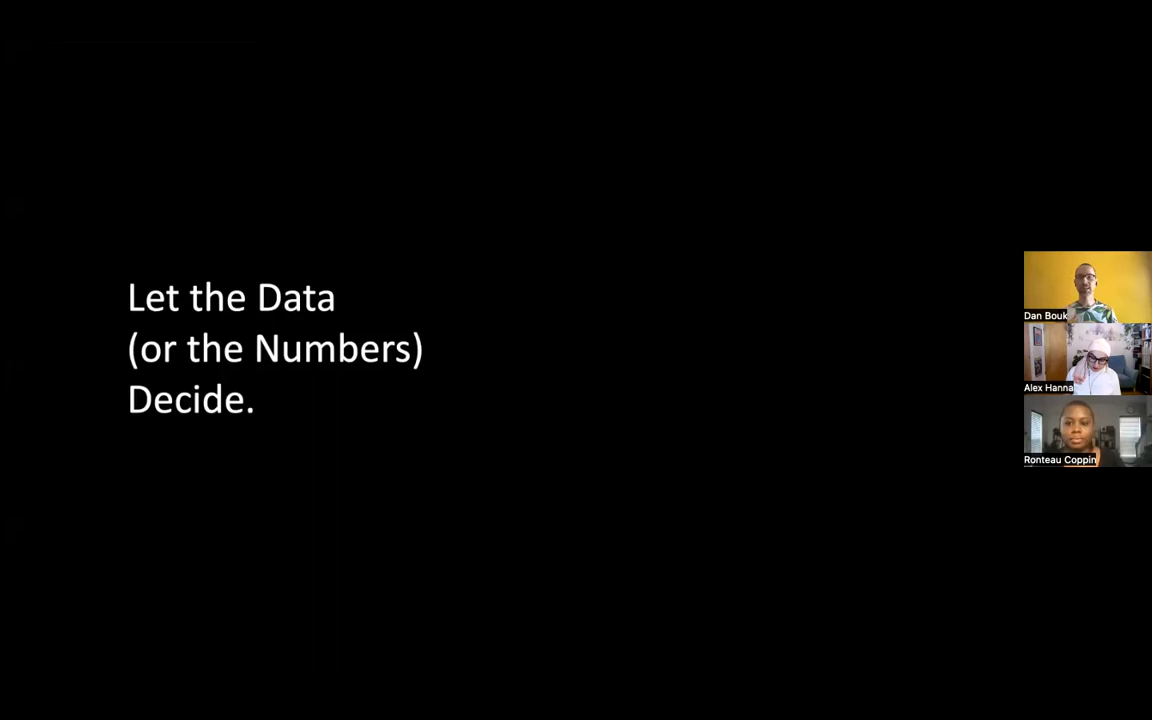 Let the Data
(or the Numbers)
Decide.
Dan Bouk
Alex Hanna
Ronteau Coppin